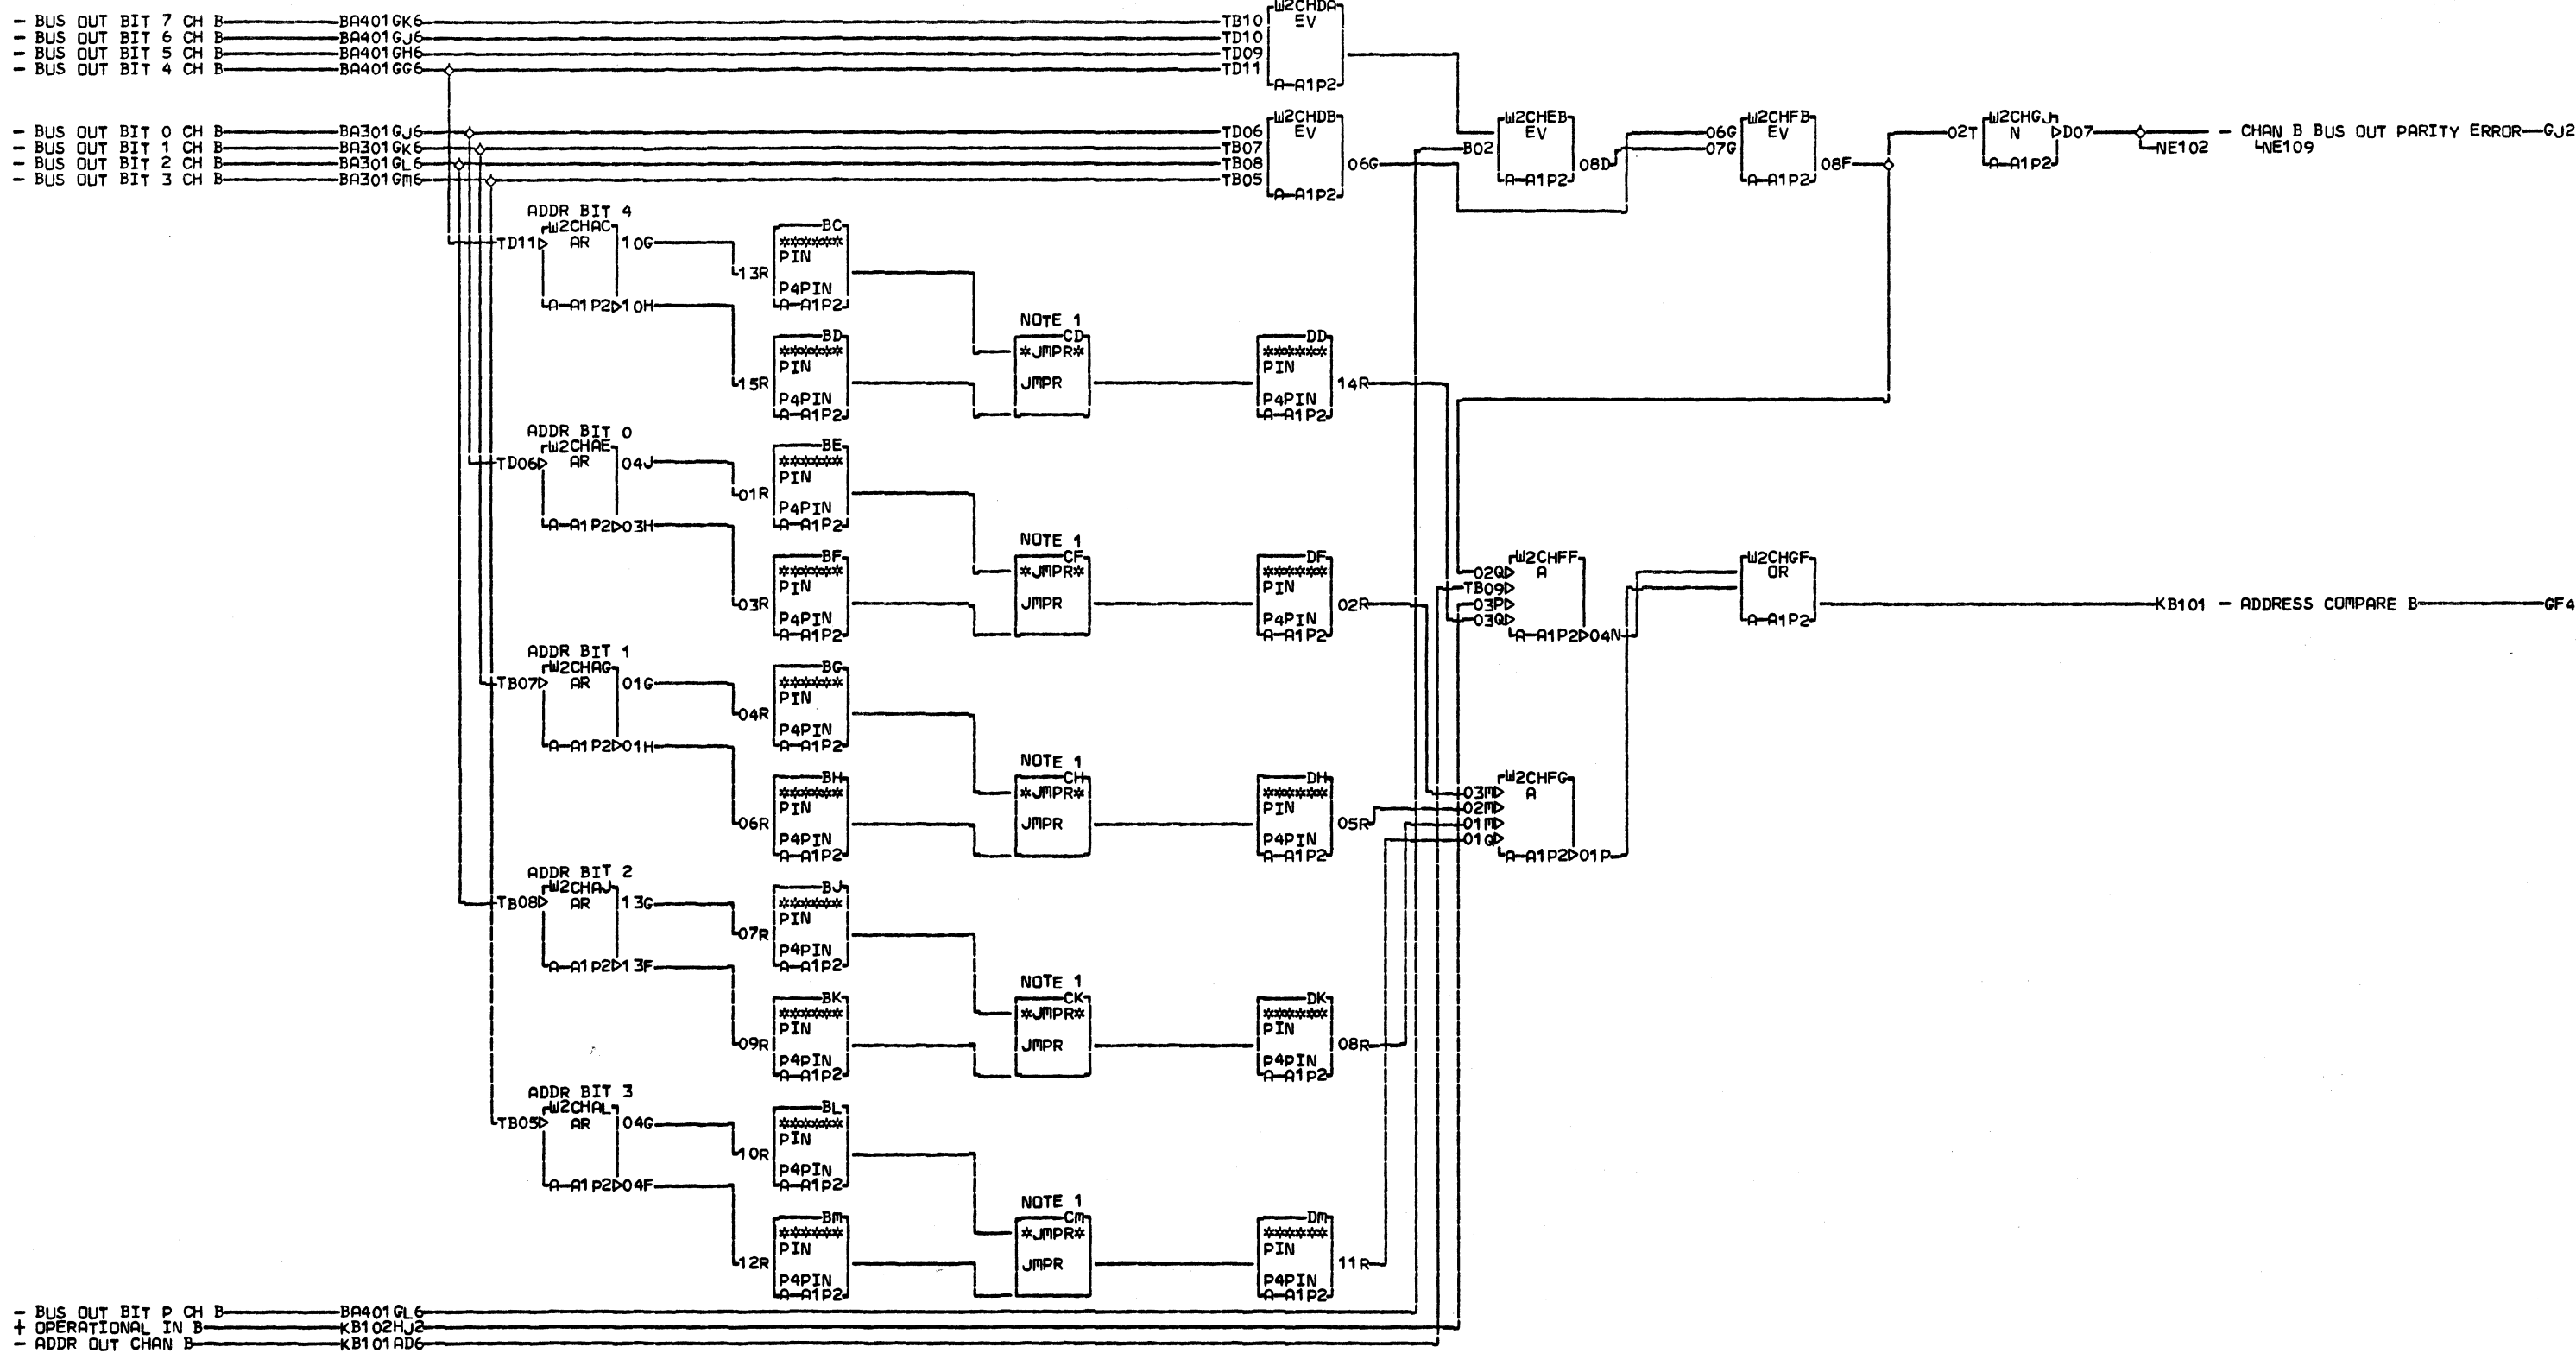 - BUS OUT BIT 7 CH B BA401GK6 TB10
- BUS OUT BIT 6 CH B BA401GJ6 TD10
- BUS OUT BIT 5 CH B BA401GH6 TD09
- BUS OUT BIT 4 CH B BA401GG6 TD11
W2CHDA
EV
A-A1P2
- BUS OUT BIT 0 CH B BA301GJ6 TD06
- BUS OUT BIT 1 CH B BA301GK6 TB07
- BUS OUT BIT 2 CH B BA301GL6 TB08
- BUS OUT BIT 3 CH B BA301GM6 TB05
W2CHDB
EV
06G
A-A1P2
W2CHEB
EV
B02
08D
A-A1P2
06G
07G
W2CHFB
EV
08F
A-A1P2
02T
W2CHGJ
N
D07
A-A1P2
NE102
- CHAN B BUS OUT PARITY ERROR GJ2
NE109
ADDR BIT 4
W2CHAC
TD11 AR 10G
A-A1P2 10H
13R
BC
******
PIN
P4PIN
A-A1P2
15R
BD
******
PIN
P4PIN
A-A1P2
NOTE 1
CD
*JMPR*
JMPR
DD
******
PIN
P4PIN
A-A1P2
14R
ADDR BIT 0
W2CHAE
TD06 AR 04J
A-A1P2 03H
01R
BE
******
PIN
P4PIN
A-A1P2
03R
BF
******
PIN
P4PIN
A-A1P2
NOTE 1
CF
*JMPR*
JMPR
DF
******
PIN
P4PIN
A-A1P2
02R
W2CHFF
A
02Q
TB09
03P
03Q
A-A1P2 04N
W2CHGF
OR
A-A1P2
KB101 - ADDRESS COMPARE B GF4
ADDR BIT 1
W2CHAG
TB07 AR 01G
A-A1P2 01H
04R
BG
******
PIN
P4PIN
A-A1P2
06R
BH
******
PIN
P4PIN
A-A1P2
NOTE 1
CH
*JMPR*
JMPR
DH
******
PIN
P4PIN
A-A1P2
05R
W2CHFG
A
03M
02M
01M
01Q
A-A1P2 01P
ADDR BIT 2
W2CHAJ
TB08 AR 13G
A-A1P2 13F
07R
BJ
******
PIN
P4PIN
A-A1P2
09R
BK
******
PIN
P4PIN
A-A1P2
NOTE 1
CK
*JMPR*
JMPR
DK
******
PIN
P4PIN
A-A1P2
08R
ADDR BIT 3
W2CHAL
TB05 AR 04G
A-A1P2 04F
10R
BL
******
PIN
P4PIN
A-A1P2
12R
BM
******
PIN
P4PIN
A-A1P2
NOTE 1
CM
*JMPR*
JMPR
DM
******
PIN
P4PIN
A-A1P2
11R
- BUS OUT BIT P CH B BA401GL6
+ OPERATIONAL IN B KB102HJ2
- ADDR OUT CHAN B KB101AD6